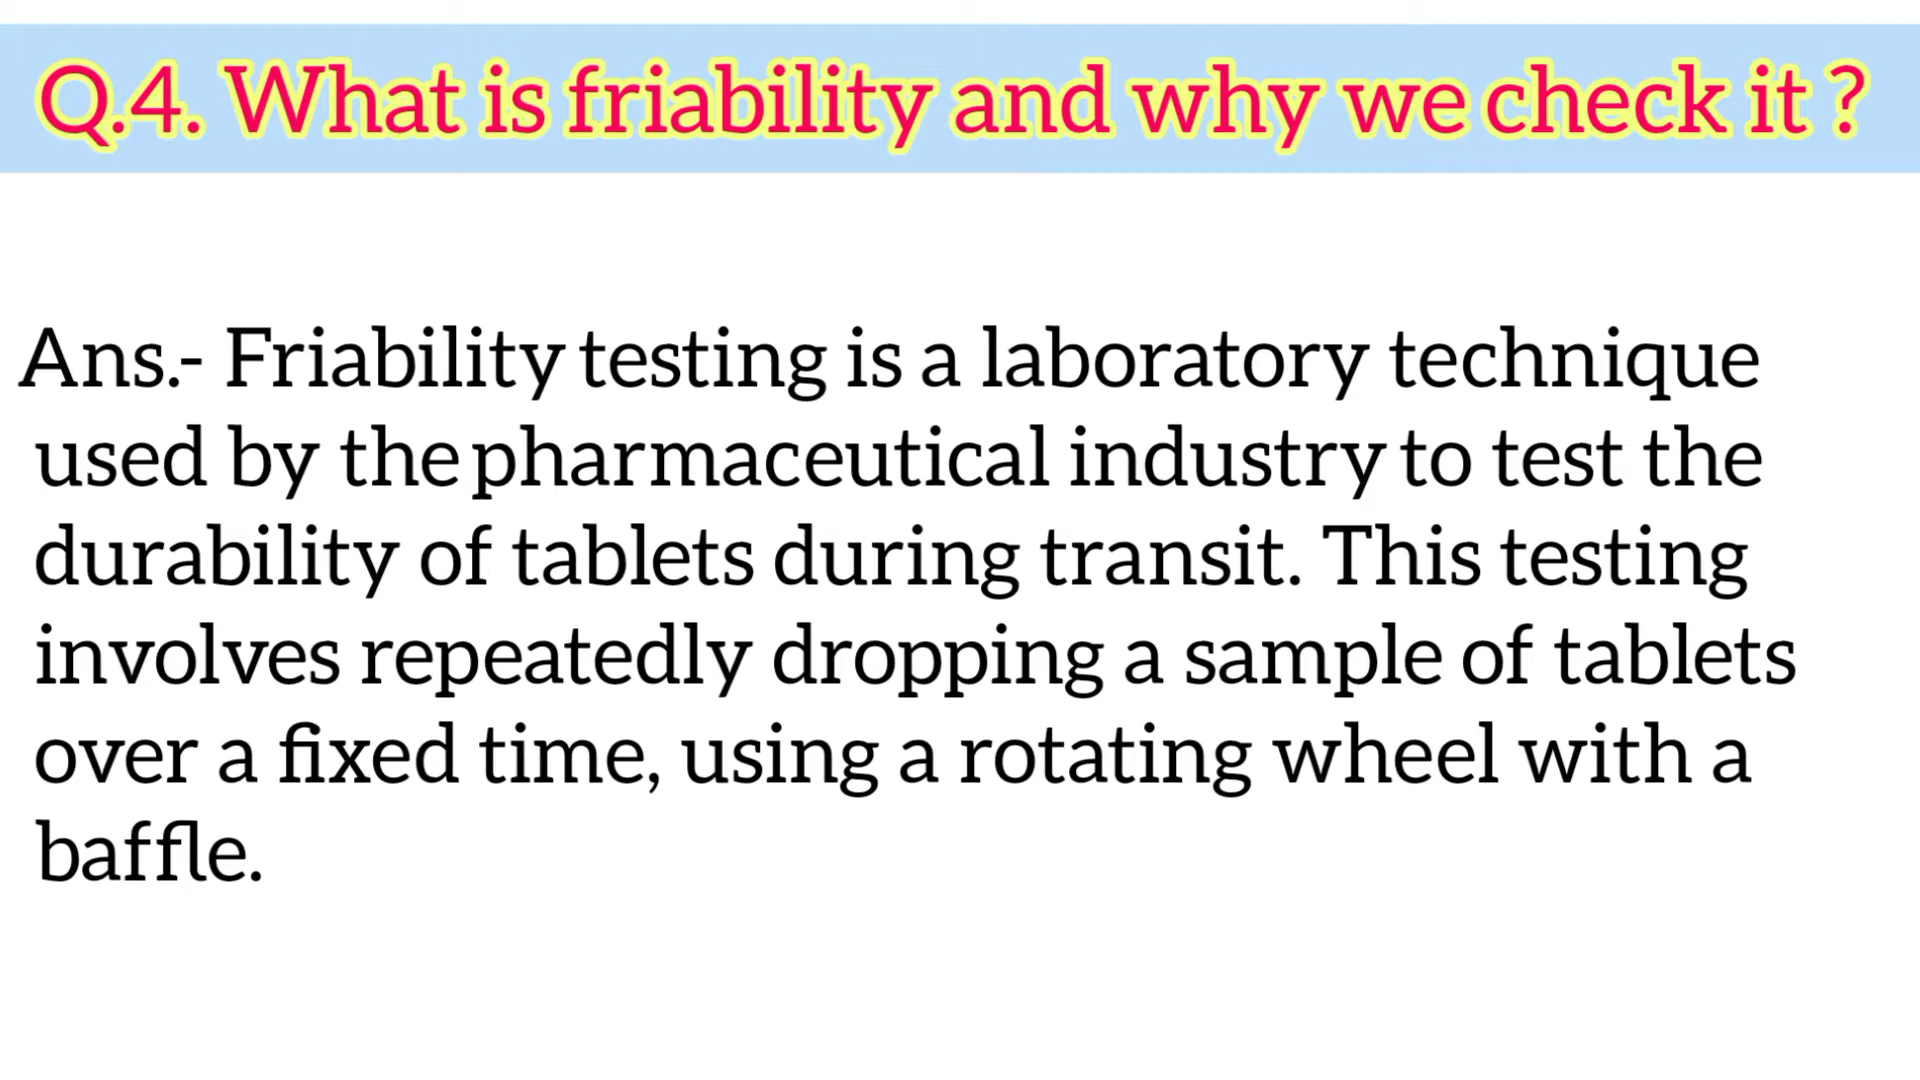 Q.4. What is friability and why we check it ?
Ans.- Friability testing is a laboratory technique
used by the pharmaceutical industry to test the
durability of tablets during transit. This testing
involves repeatedly dropping a sample of tablets
over a fixed time, using a rotating wheel with a
baffle.